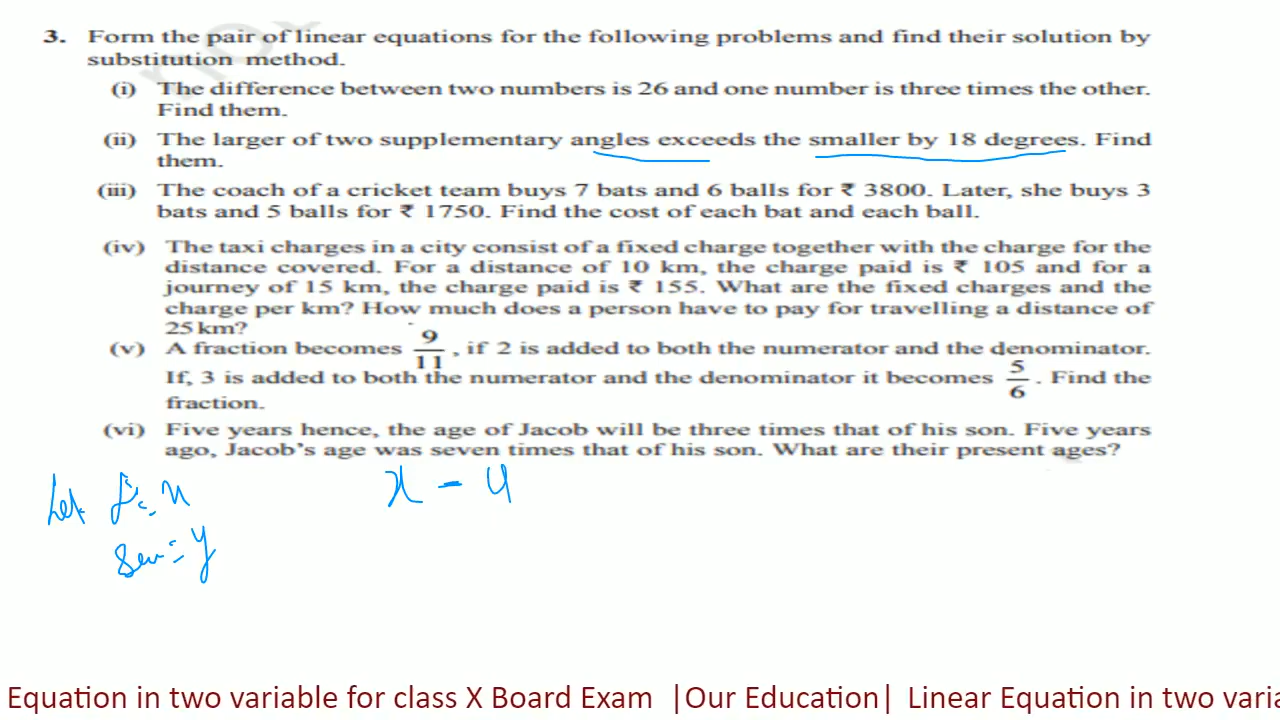 3. Form the pair of linear equations for the following problems and find their solution by
substitution method.
(i) The difference between two numbers is 26 and one number is three times the other.
Find them.
(ii) The larger of two supplementary angles exceeds the smaller by 18 degrees. Find
them.
(iii) The coach of a cricket team buys 7 bats and 6 balls for ₹ 3800. Later, she buys 3
bats and 5 balls for ₹ 1750. Find the cost of each bat and each ball.
(iv) The taxi charges in a city consist of a fixed charge together with the charge for the
distance covered. For a distance of 10 km, the charge paid is ₹ 105 and for a
journey of 15 km, the charge paid is ₹ 155. What are the fixed charges and the
charge per km? How much does a person have to pay for travelling a distance of
25 km?
(v) A fraction becomes 9/11, if 2 is added to both the numerator and the denominator.
If, 3 is added to both the numerator and the denominator it becomes 5/6. Find the
fraction.
(vi) Five years hence, the age of Jacob will be three times that of his son. Five years
ago, Jacob's age was seven times that of his son. What are their present ages?
Let = x
x - y
= y
Equation in two variable for class X Board Exam |Our Education| Linear Equation in two varia